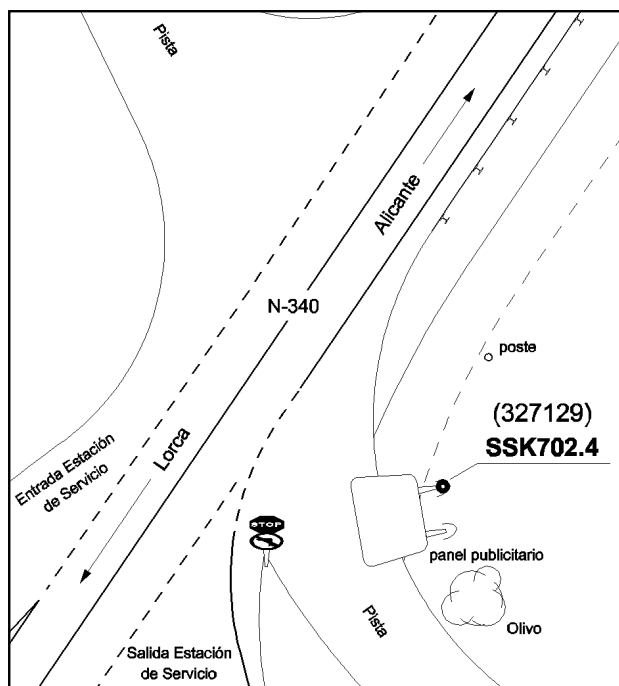 Pista
Alicante
N-340
poste
(327129)
SSK702.4
Lorca
Entrada Estación
de Servicio
STOP
panel publicitario
Pista
Olivo
Salida Estación
de Servicio